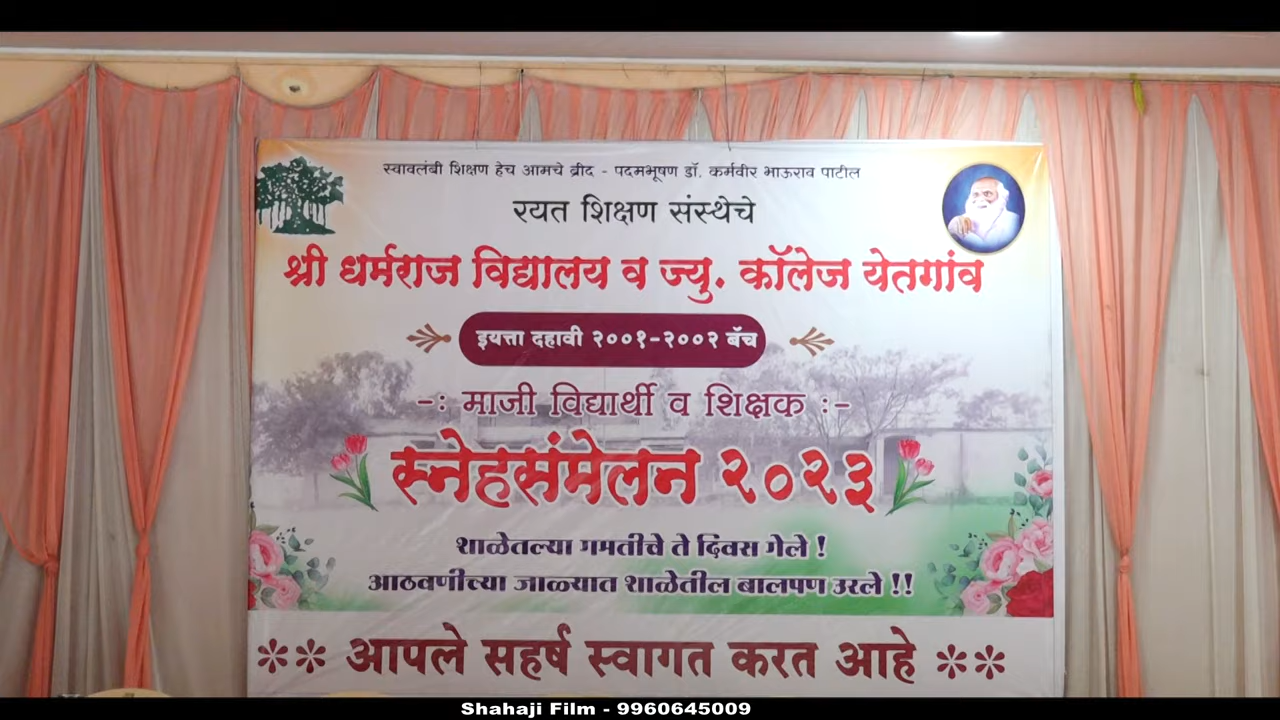 स्वावलंबी शिक्षण हेच आमचे ब्रीद - पदमभूषण डॉ. कर्मवीर भाऊराव पाटील
रयत शिक्षण संस्थेचे
श्री धर्मराज विद्यालय व ज्यु. कॉलेज येतगांव
इयत्ता दहावी २००१-२००२ बॅच
-: माजी विद्यार्थी व शिक्षक :-
स्नेहसंमेलन २०२३
शाळेतल्या गमतीचे ते दिवस गेले !
आठवणीच्या जाळ्यात शाळेतील बालपण उरले !!
** आपले सहर्ष स्वागत करत आहे **
Shahaji Film - 9960645009